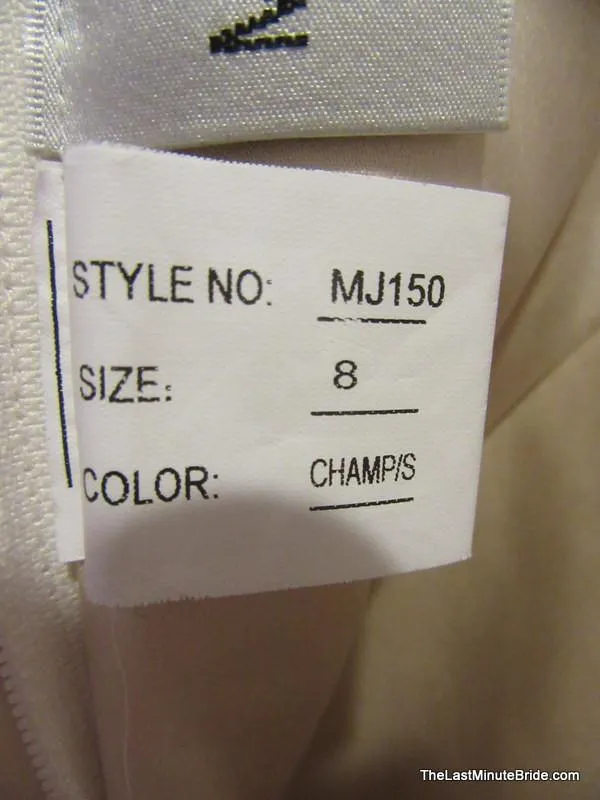 STYLE NO: MJ150
SIZE: 8
COLOR: CHAMP/S
TheLastMinuteBride.com